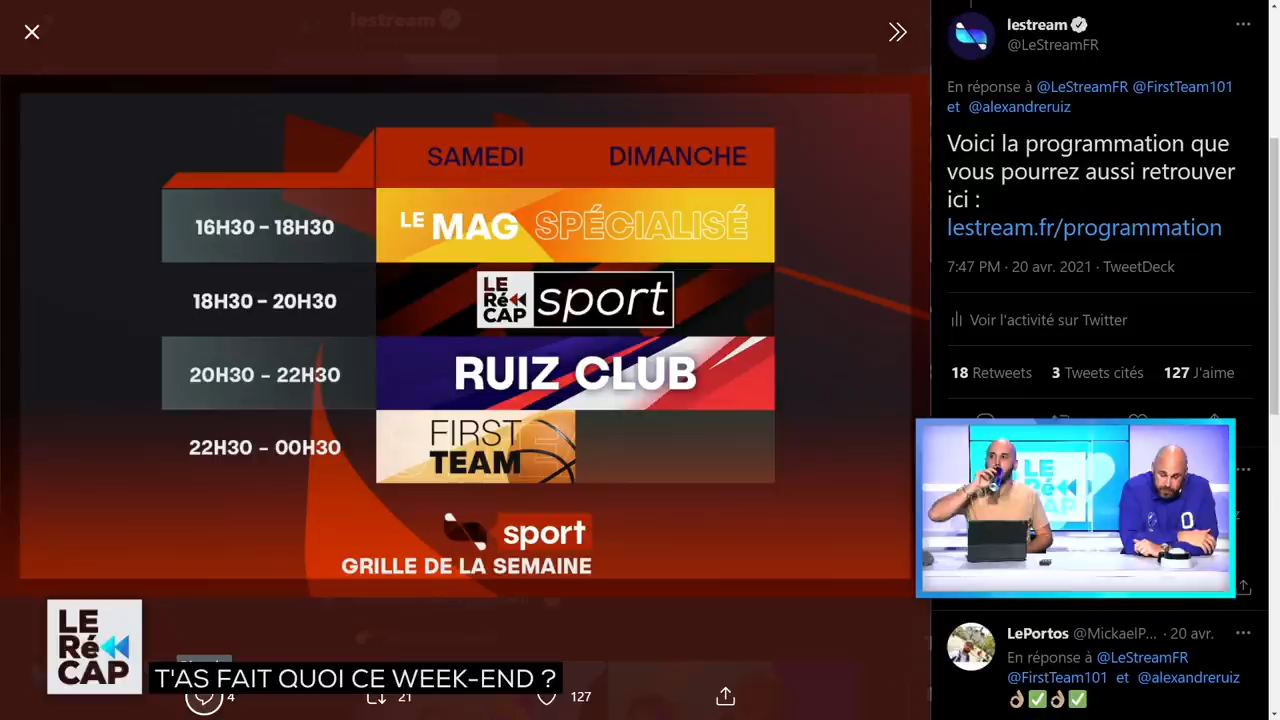 SAMEDI DIMANCHE
16H30 – 18H30 LE MAG SPÉCIALISÉ
18H30 – 20H30 LE Ré CAP sport
20H30 – 22H30 RUIZ CLUB
22H30 – 00H30 FIRST TEAM
sport
GRILLE DE LA SEMAINE
LE
Ré
CAP
T'AS FAIT QUOI CE WEEK-END ?
4 21 127
lestream
lestream
@LeStreamFR
En réponse à @LeStreamFR @FirstTeam101
et @alexandreruiz
Voici la programmation que
vous pourrez aussi retrouver
ici :
lestream.fr/programmation
7:47 PM · 20 avr. 2021 · TweetDeck
Voir l'activité sur Twitter
18 Retweets 3 Tweets cités 127 J'aime
LE
Ré
CAP
LePortos @MickaelP... · 20 avr.
En réponse à @LeStreamFR
@FirstTeam101 et @alexandreruiz
👌🏼✅👌🏼✅